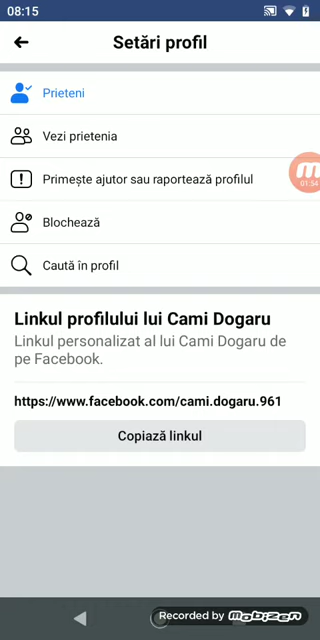 08:15
Setări profil
Prieteni
Vezi prietenia
Primește ajutor sau raportează profilul
01:54
Blochează
Caută în profil
Linkul profilului lui Cami Dogaru
Linkul personalizat al lui Cami Dogaru de
pe Facebook.
https://www.facebook.com/cami.dogaru.961
Copiază linkul
Recorded by mobizen